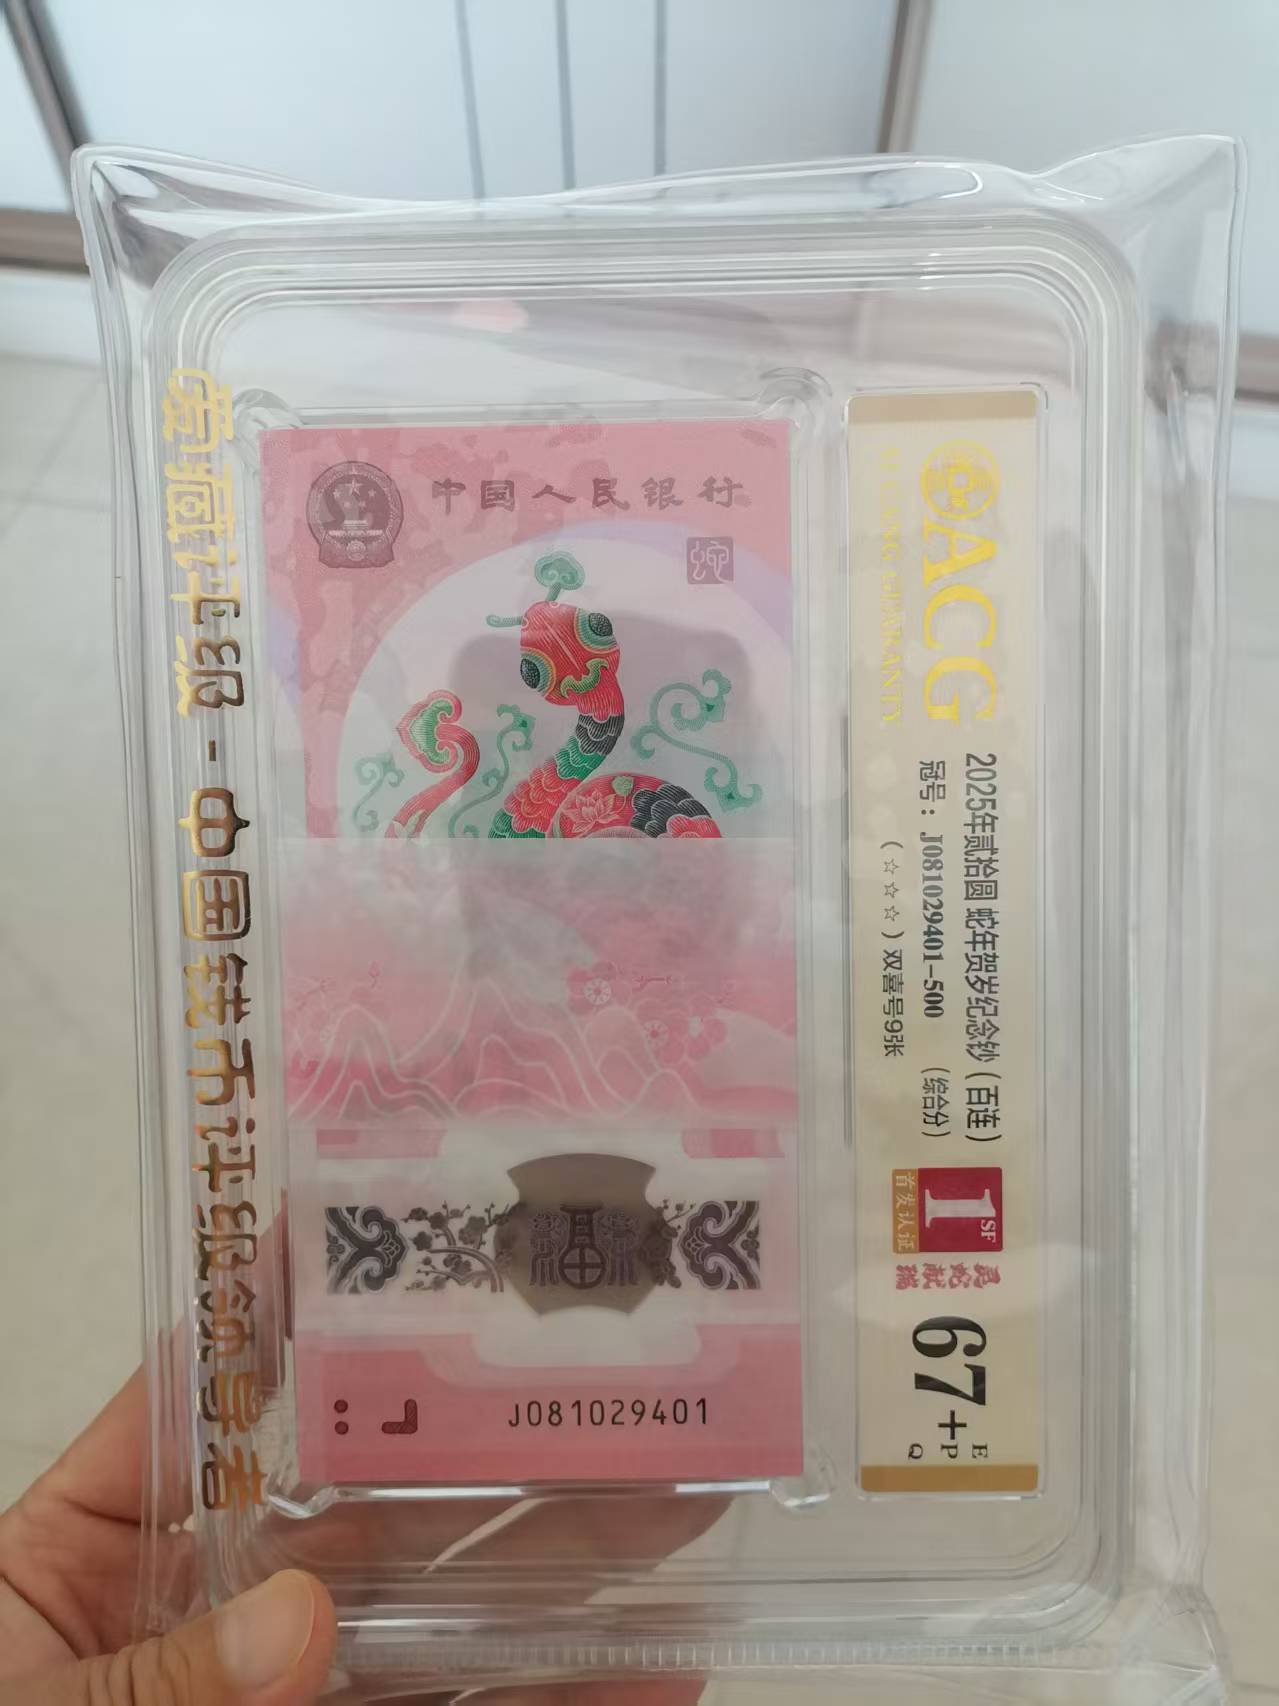 爱藏评级 - 中国钱币评级领导者
中国人民银行
蛇
J081029401
ACG
AI CANG GUARANTY
2025年贰拾圆 蛇年贺岁纪念钞（百连）
冠号：J081029401-500 （综合分）
（☆☆☆☆）双喜号9张
1 SF
首发认证
灵蛇献瑞
67+
E
P
Q